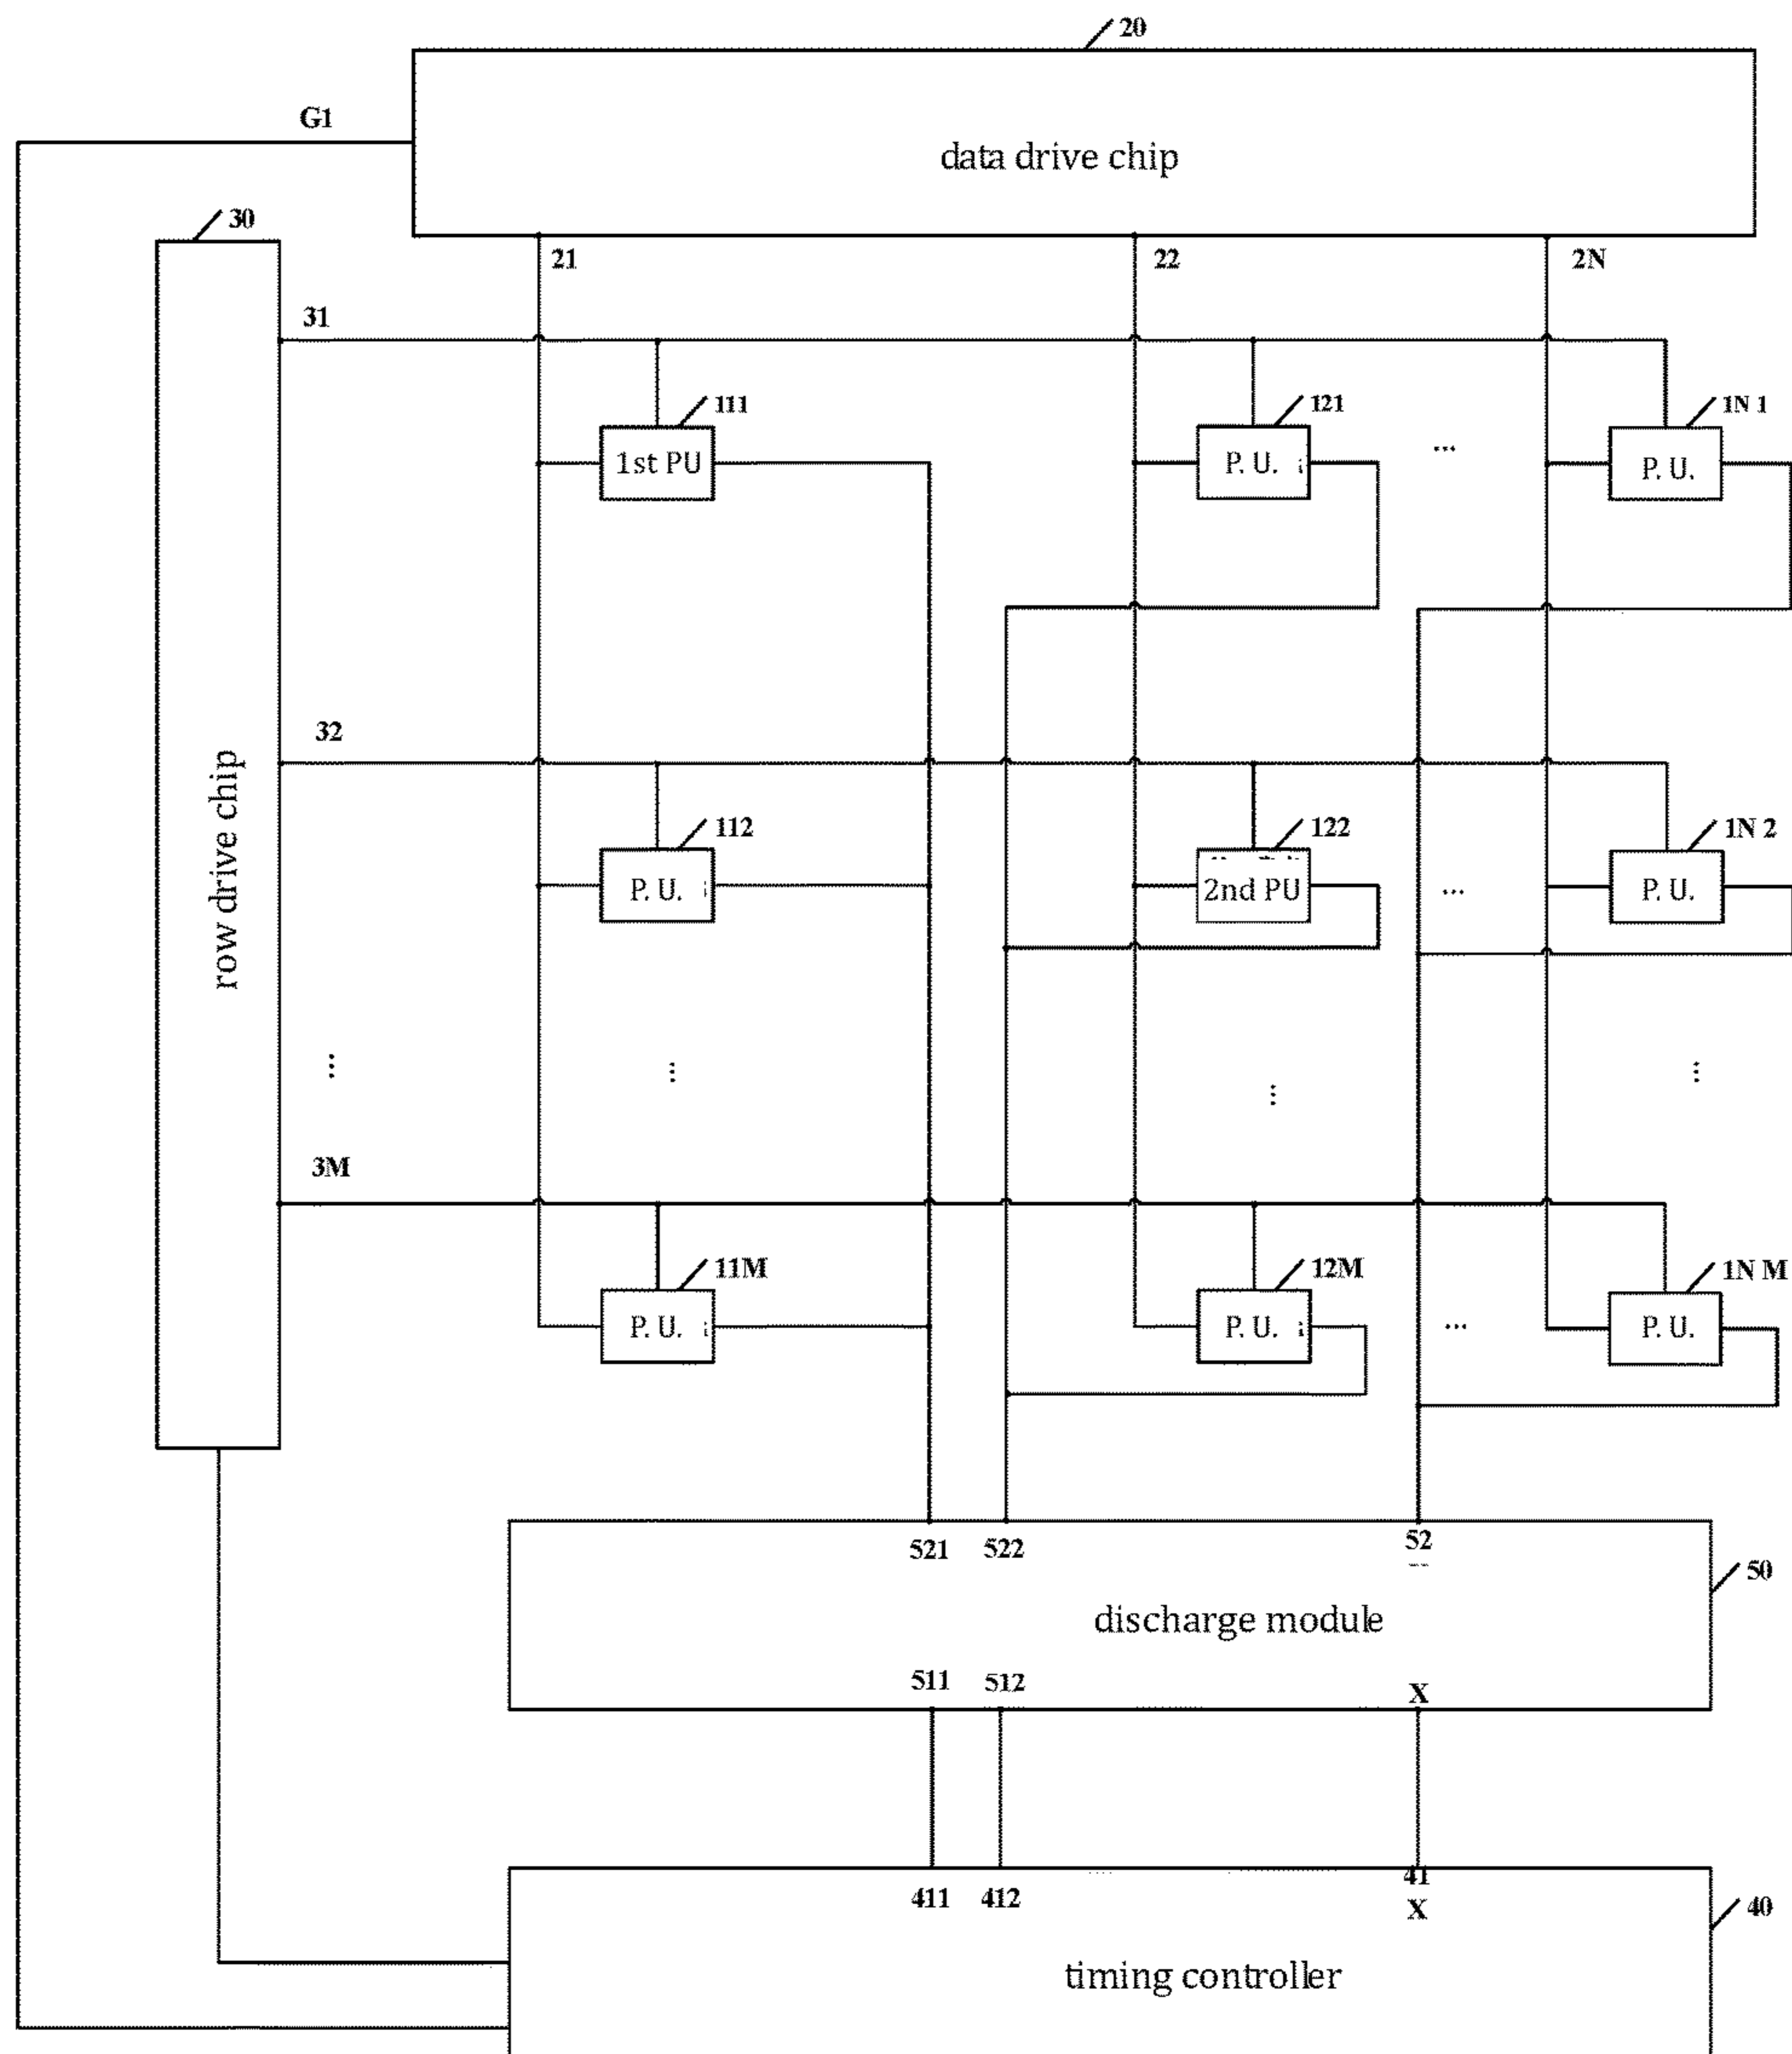 20
G1
data drive chip
30
21
22
2N
31
111
121
1N 1
1st PU
P. U.
...
P. U.
32
row drive chip
112
122
1N 2
P. U.
2nd PU
...
P. U.
...
...
...
...
3M
11M
12M
1N M
P. U.
P. U.
...
P. U.
521
522
52
50
discharge module
511
512
X
411
412
41
X
40
timing controller